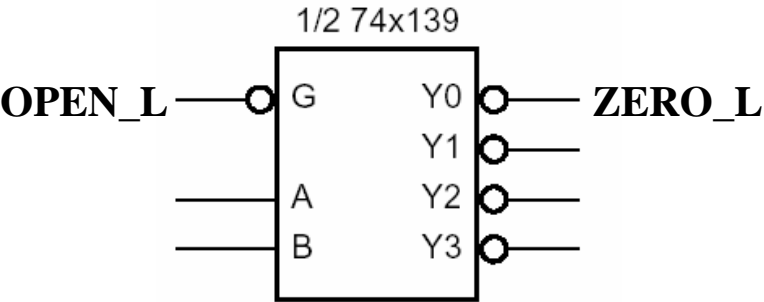 1/2 74x139
OPEN_L G Y0 ZERO_L
Y1
A Y2
B Y3